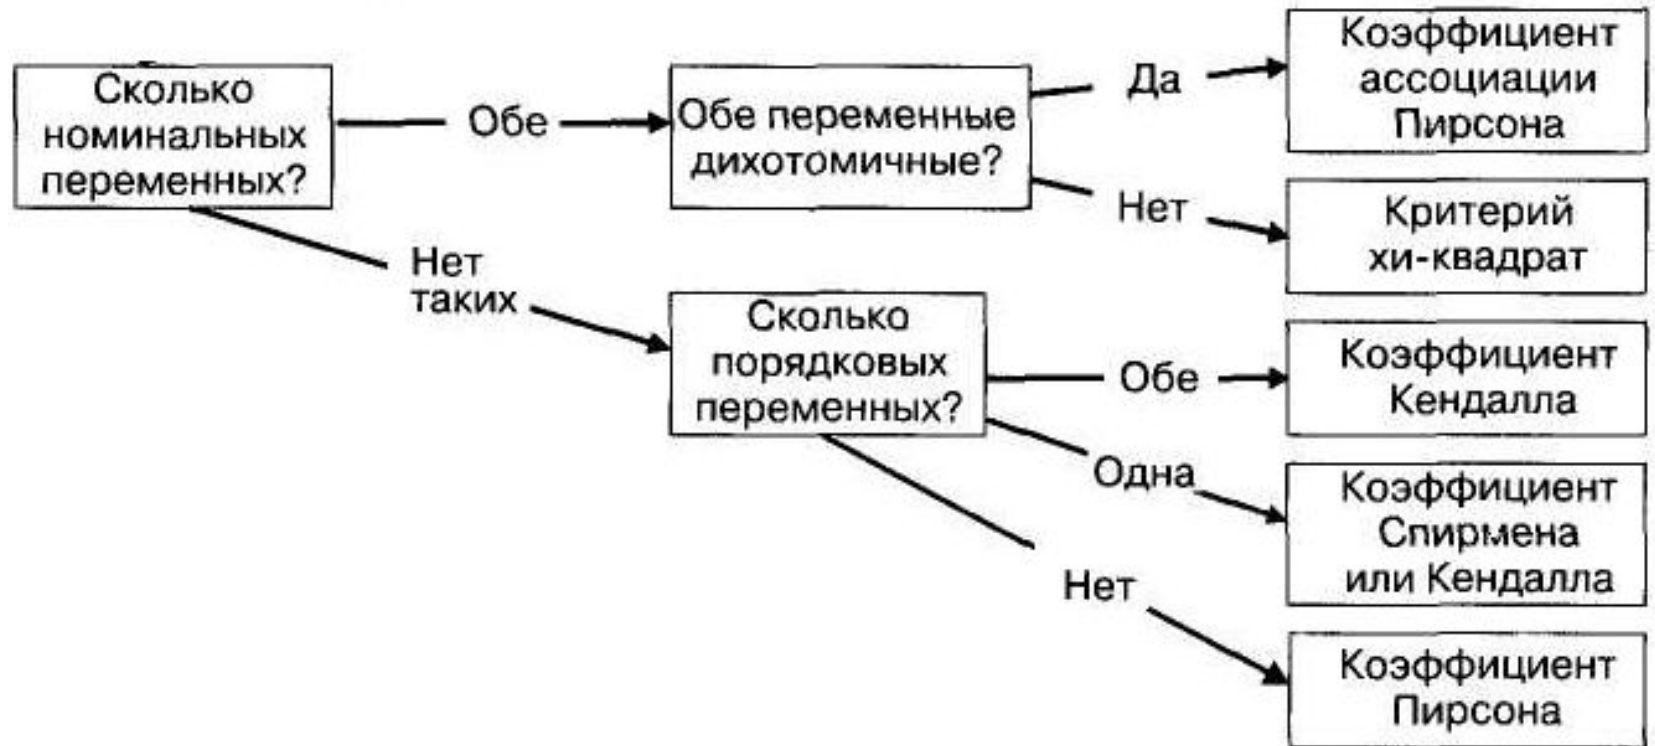 Сколько
номинальных
переменных?
Обе
Обе переменные
дихотомичные?
Да
Коэффициент
ассоциации
Пирсона
Нет
Критерий
хи-квадрат
Нет
таких
Сколько
порядковых
переменных?
Обе
Коэффициент
Кендалла
Одна
Коэффициент
Спирмена
или Кендалла
Нет
Коэффициент
Пирсона